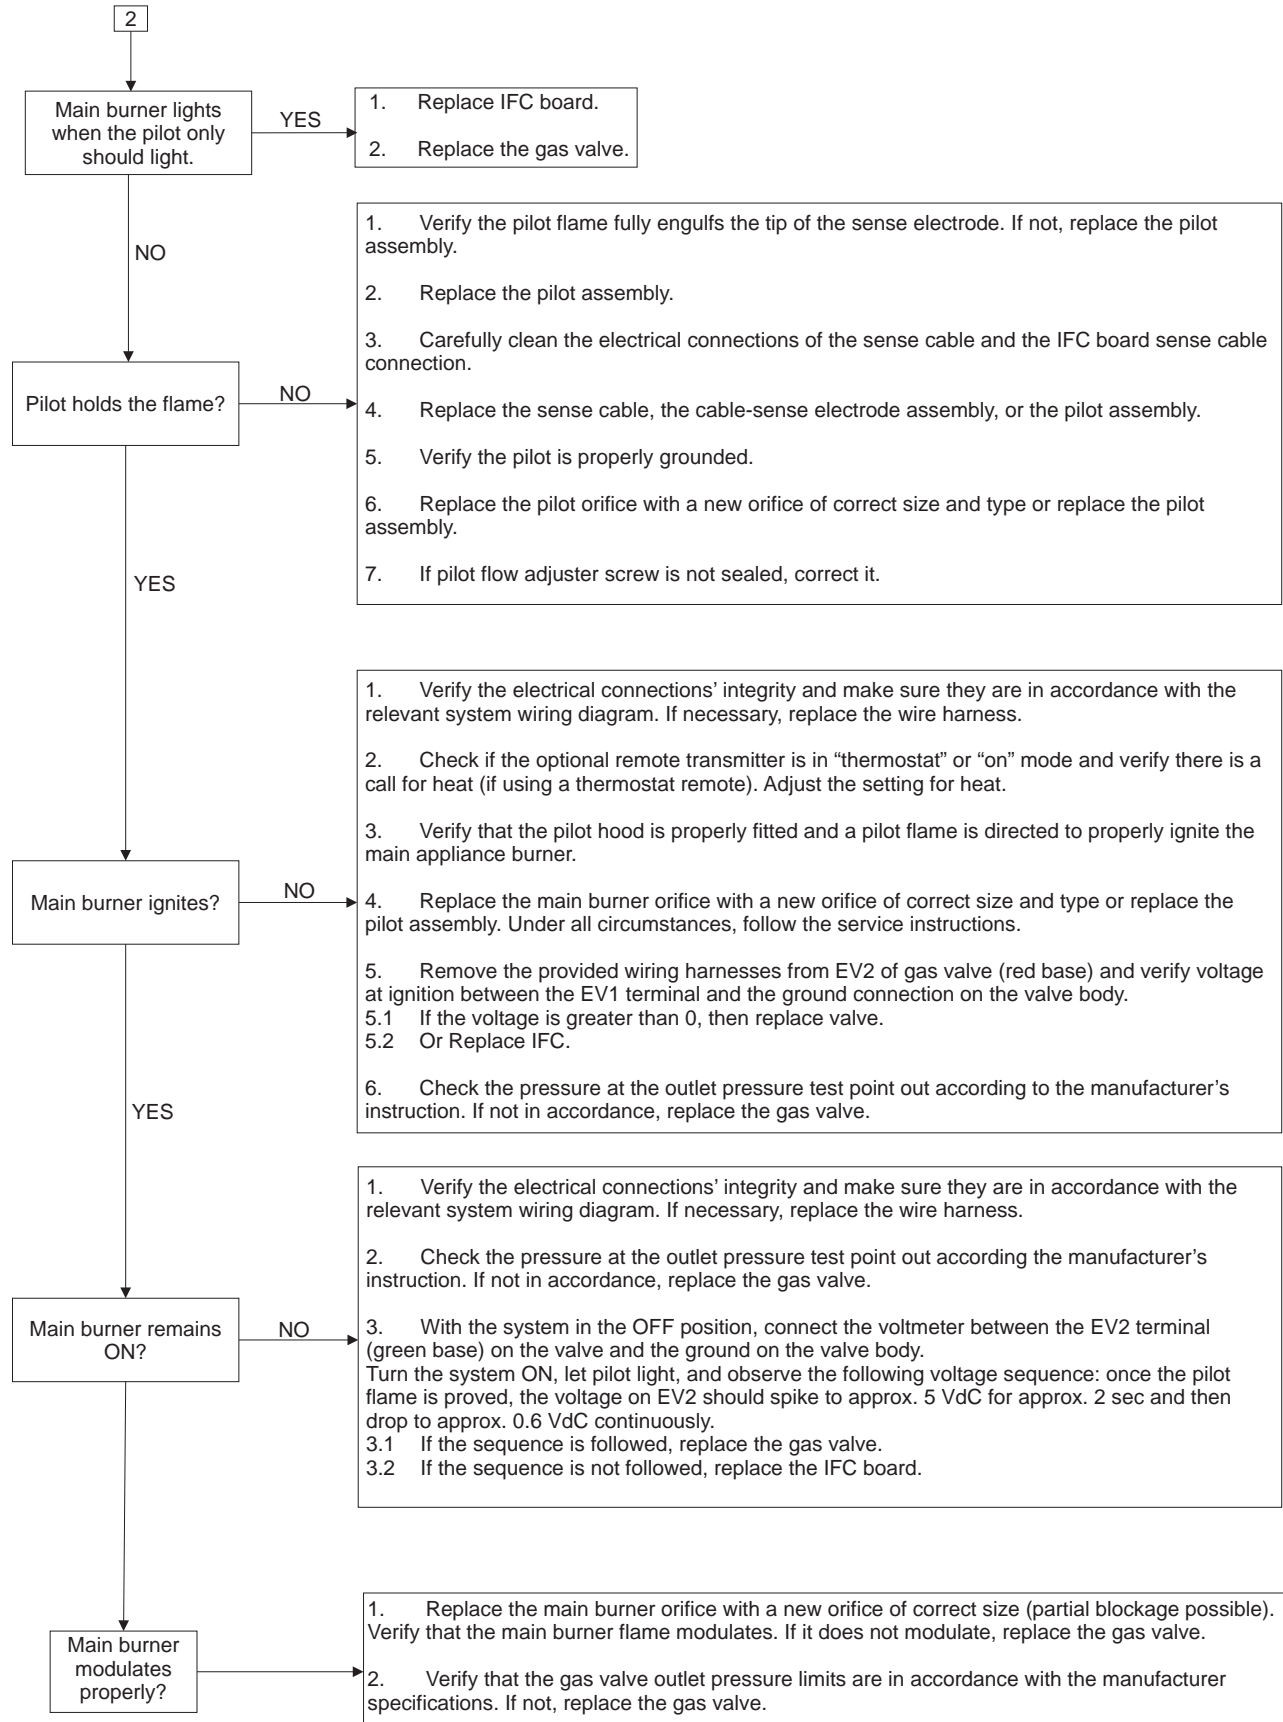 2
Main burner lights
when the pilot only
should light.
YES
1. Replace IFC board.
2. Replace the gas valve.
NO
1. Verify the pilot flame fully engulfs the tip of the sense electrode. If not, replace the pilot
assembly.
2. Replace the pilot assembly.
3. Carefully clean the electrical connections of the sense cable and the IFC board sense cable
connection.
4. Replace the sense cable, the cable-sense electrode assembly, or the pilot assembly.
5. Verify the pilot is properly grounded.
6. Replace the pilot orifice with a new orifice of correct size and type or replace the pilot
assembly.
7. If pilot flow adjuster screw is not sealed, correct it.
Pilot holds the flame?
NO
YES
1. Verify the electrical connections’ integrity and make sure they are in accordance with the
relevant system wiring diagram. If necessary, replace the wire harness.
2. Check if the optional remote transmitter is in “thermostat” or “on” mode and verify there is a
call for heat (if using a thermostat remote). Adjust the setting for heat.
3. Verify that the pilot hood is properly fitted and a pilot flame is directed to properly ignite the
main appliance burner.
4. Replace the main burner orifice with a new orifice of correct size and type or replace the
pilot assembly. Under all circumstances, follow the service instructions.
5. Remove the provided wiring harnesses from EV2 of gas valve (red base) and verify voltage
at ignition between the EV1 terminal and the ground connection on the valve body.
5.1 If the voltage is greater than 0, then replace valve.
5.2 Or Replace IFC.
6. Check the pressure at the outlet pressure test point out according to the manufacturer’s
instruction. If not in accordance, replace the gas valve.
Main burner ignites?
NO
YES
1. Verify the electrical connections’ integrity and make sure they are in accordance with the
relevant system wiring diagram. If necessary, replace the wire harness.
2. Check the pressure at the outlet pressure test point out according the manufacturer’s
instruction. If not in accordance, replace the gas valve.
3. With the system in the OFF position, connect the voltmeter between the EV2 terminal
(green base) on the valve and the ground on the valve body.
Turn the system ON, let pilot light, and observe the following voltage sequence: once the pilot
flame is proved, the voltage on EV2 should spike to approx. 5 VdC for approx. 2 sec and then
drop to approx. 0.6 VdC continuously.
3.1 If the sequence is followed, replace the gas valve.
3.2 If the sequence is not followed, replace the IFC board.
Main burner remains
ON?
NO
Main burner
modulates
properly?
1. Replace the main burner orifice with a new orifice of correct size (partial blockage possible).
Verify that the main burner flame modulates. If it does not modulate, replace the gas valve.
2. Verify that the gas valve outlet pressure limits are in accordance with the manufacturer
specifications. If not, replace the gas valve.